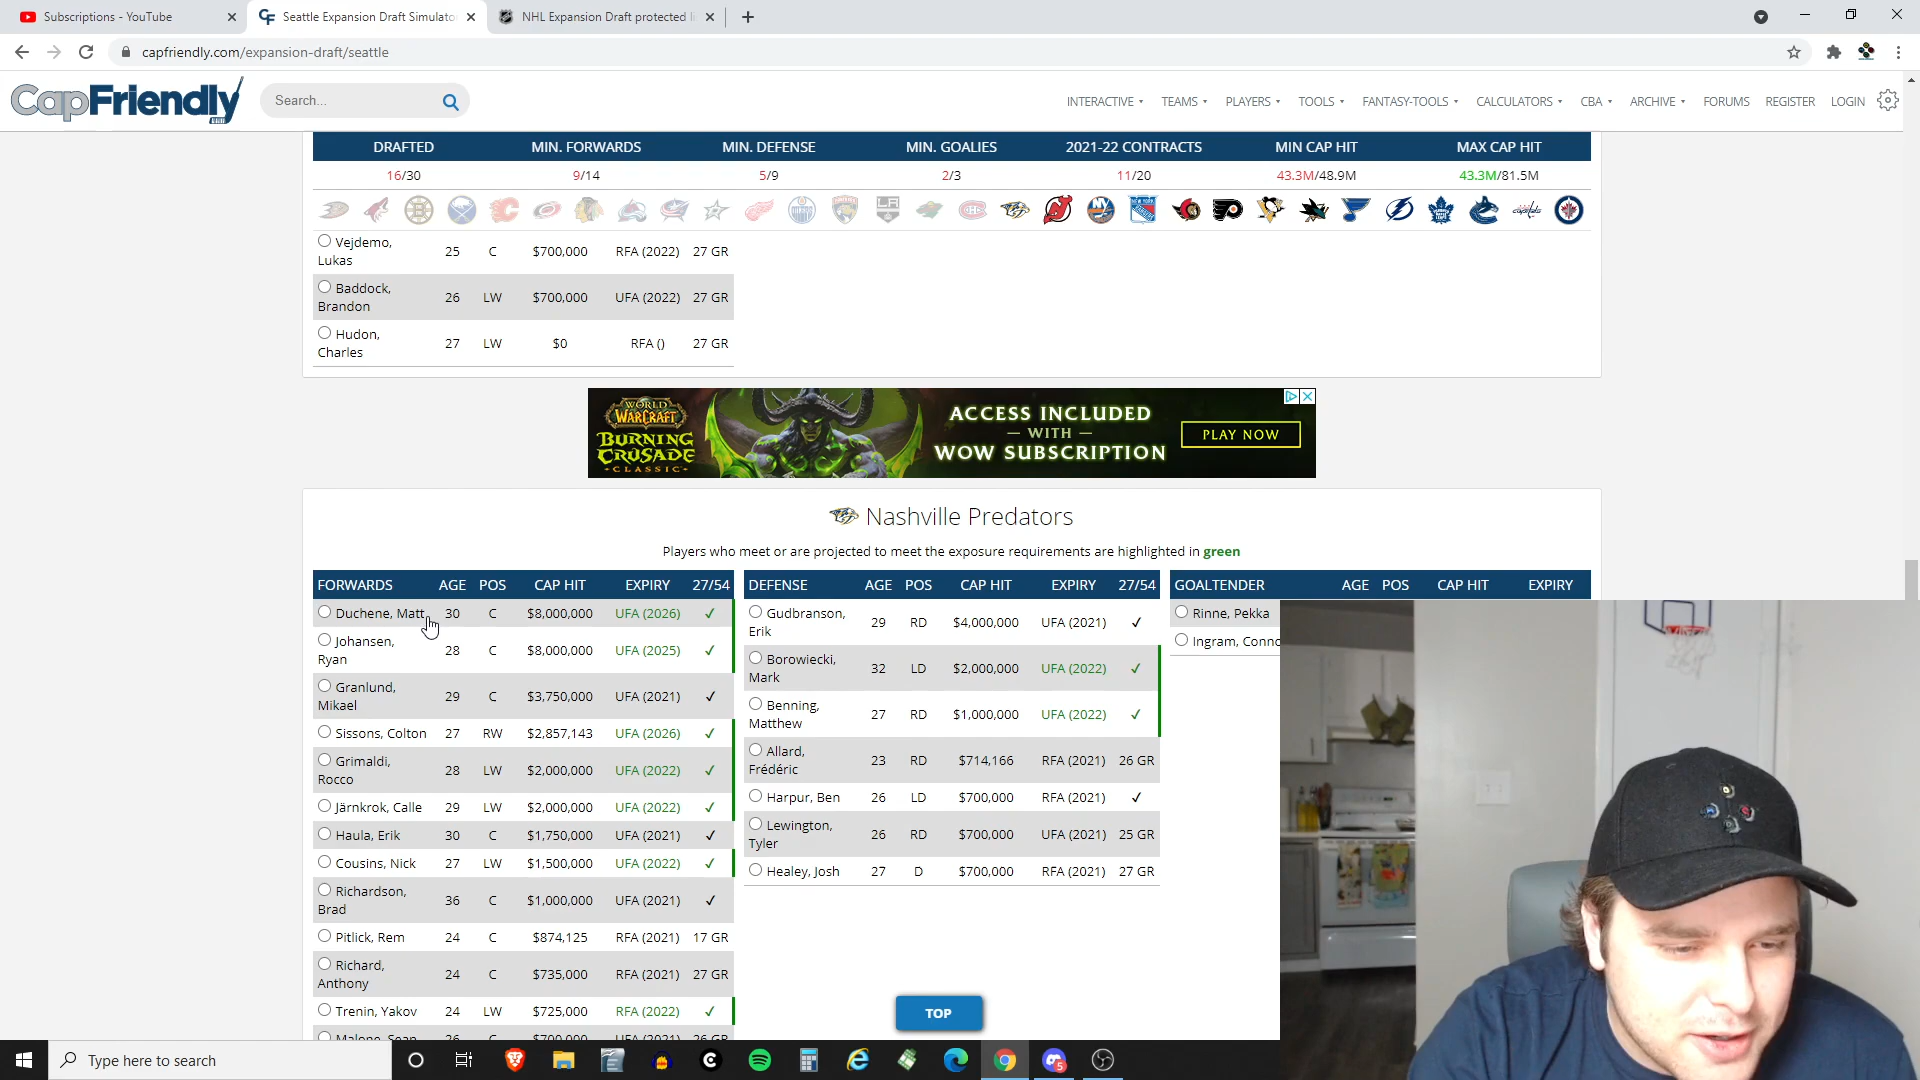 Subscriptions - YouTube
Seattle Expansion Draft Simulato
NHL Expansion Draft protected li
capfriendly.com/expansion-draft/seattle
CapFriendly
Search...
INTERACTIVE TEAMS PLAYERS TOOLS FANTASY-TOOLS CALCULATORS CBA ARCHIVE FORUMS REGISTER LOGIN
DRAFTED MIN. FORWARDS MIN. DEFENSE MIN. GOALIES 2021-22 CONTRACTS MIN CAP HIT MAX CAP HIT
16/30 9/14 5/9 2/3 11/20 43.3M/48.9M 43.3M/81.5M
Vejdemo, Lukas 25 C $700,000 RFA (2022) 27 GR
Baddock, Brandon 26 LW $700,000 UFA (2022) 27 GR
Hudon, Charles 27 LW $0 RFA () 27 GR
WORLD WARCRAFT
BURNING CRUSADE
CLASSIC
ACCESS INCLUDED
— WITH —
WOW SUBSCRIPTION
PLAY NOW
Nashville Predators
Players who meet or are projected to meet the exposure requirements are highlighted in green
FORWARDS AGE POS CAP HIT EXPIRY 27/54
Duchene, Matt 30 C $8,000,000 UFA (2026) ✓
Johansen, Ryan 28 C $8,000,000 UFA (2025) ✓
Granlund, Mikael 29 C $3,750,000 UFA (2021) ✓
Sissons, Colton 27 RW $2,857,143 UFA (2026) ✓
Grimaldi, Rocco 28 LW $2,000,000 UFA (2022) ✓
Järnkrok, Calle 29 LW $2,000,000 UFA (2022) ✓
Haula, Erik 30 C $1,750,000 UFA (2021) ✓
Cousins, Nick 27 LW $1,500,000 UFA (2022) ✓
Richardson, Brad 36 C $1,000,000 UFA (2021) ✓
Pitlick, Rem 24 C $874,125 RFA (2021) 17 GR
Richard, Anthony 24 C $735,000 RFA (2021) 27 GR
Trenin, Yakov 24 LW $725,000 RFA (2022) ✓
Malone, Sean 26 C $700,000 UFA (2021) 26 GR
DEFENSE AGE POS CAP HIT EXPIRY 27/54
Gudbranson, Erik 29 RD $4,000,000 UFA (2021) ✓
Borowiecki, Mark 32 LD $2,000,000 UFA (2022) ✓
Benning, Matthew 27 RD $1,000,000 UFA (2022) ✓
Allard, Frédéric 23 RD $714,166 RFA (2021) 26 GR
Harpur, Ben 26 LD $700,000 RFA (2021) ✓
Lewington, Tyler 26 RD $700,000 UFA (2021) 25 GR
Healey, Josh 27 D $700,000 RFA (2021) 27 GR
GOALTENDER AGE POS CAP HIT EXPIRY
Rinne, Pekka
Ingram, Conno
TOP
Type here to search